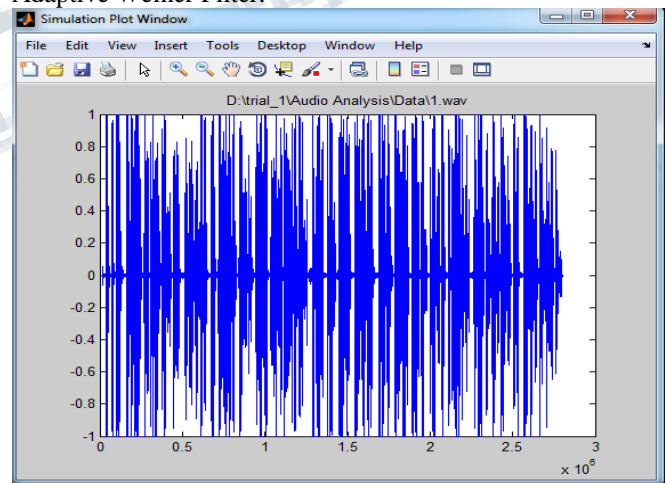 Adaptive Weiner Filter.
Simulation Plot Window
File Edit View Insert Tools Desktop Window Help
D:\trial_1\Audio Analysis\Data\1.wav
1
0.8
0.6
0.4
0.2
0
-0.2
-0.4
-0.6
-0.8
-1
0 0.5 1 1.5 2 2.5 3
x 10^6